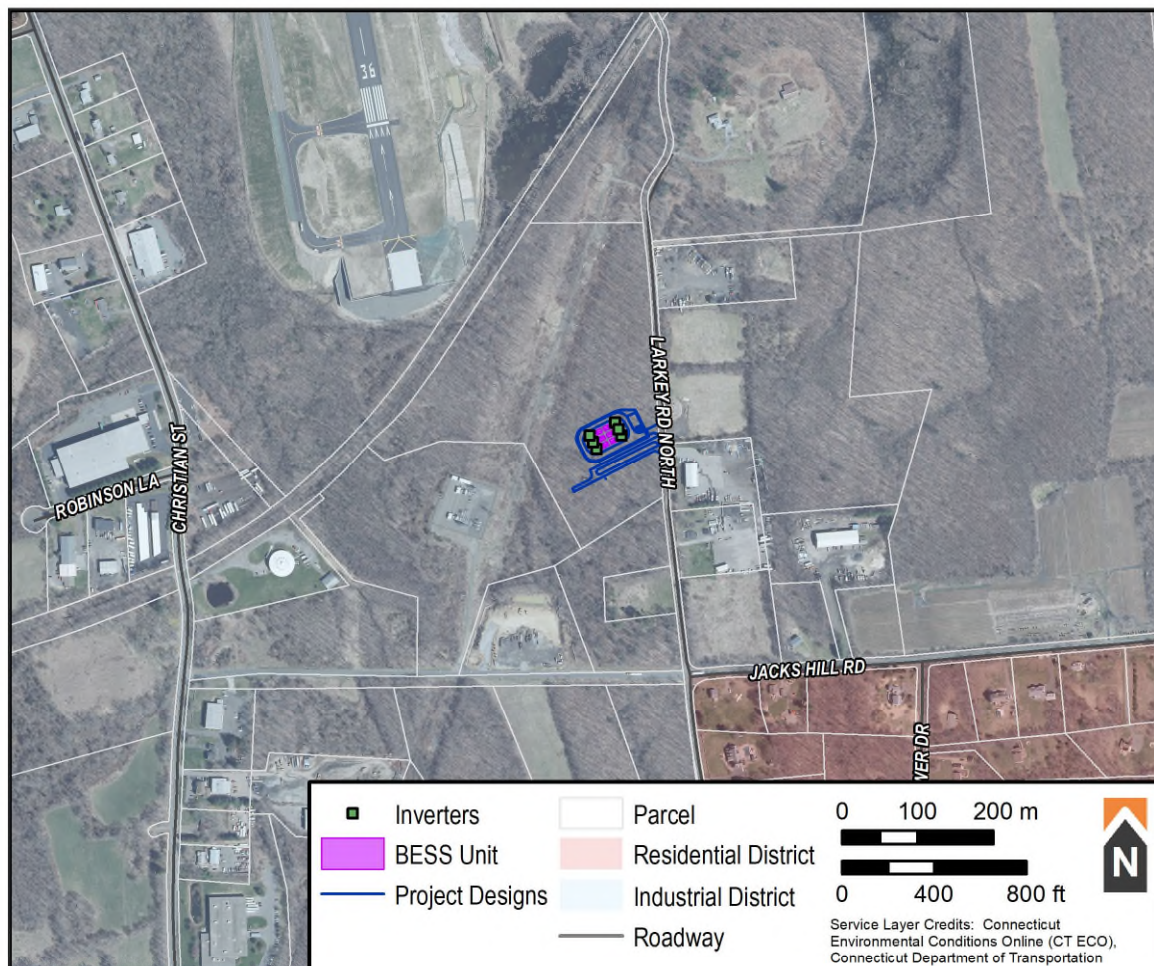 36
LARKEY RD NORTH
ROBINSON LA
CHRISTIAN ST
JACKS HILL RD
VER DR
Inverters
BESS Unit
Project Designs
Parcel
Residential District
Industrial District
Roadway
0 100 200 m
0 400 800 ft
N
Service Layer Credits: Connecticut
Environmental Conditions Online (CT ECO),
Connecticut Department of Transportation